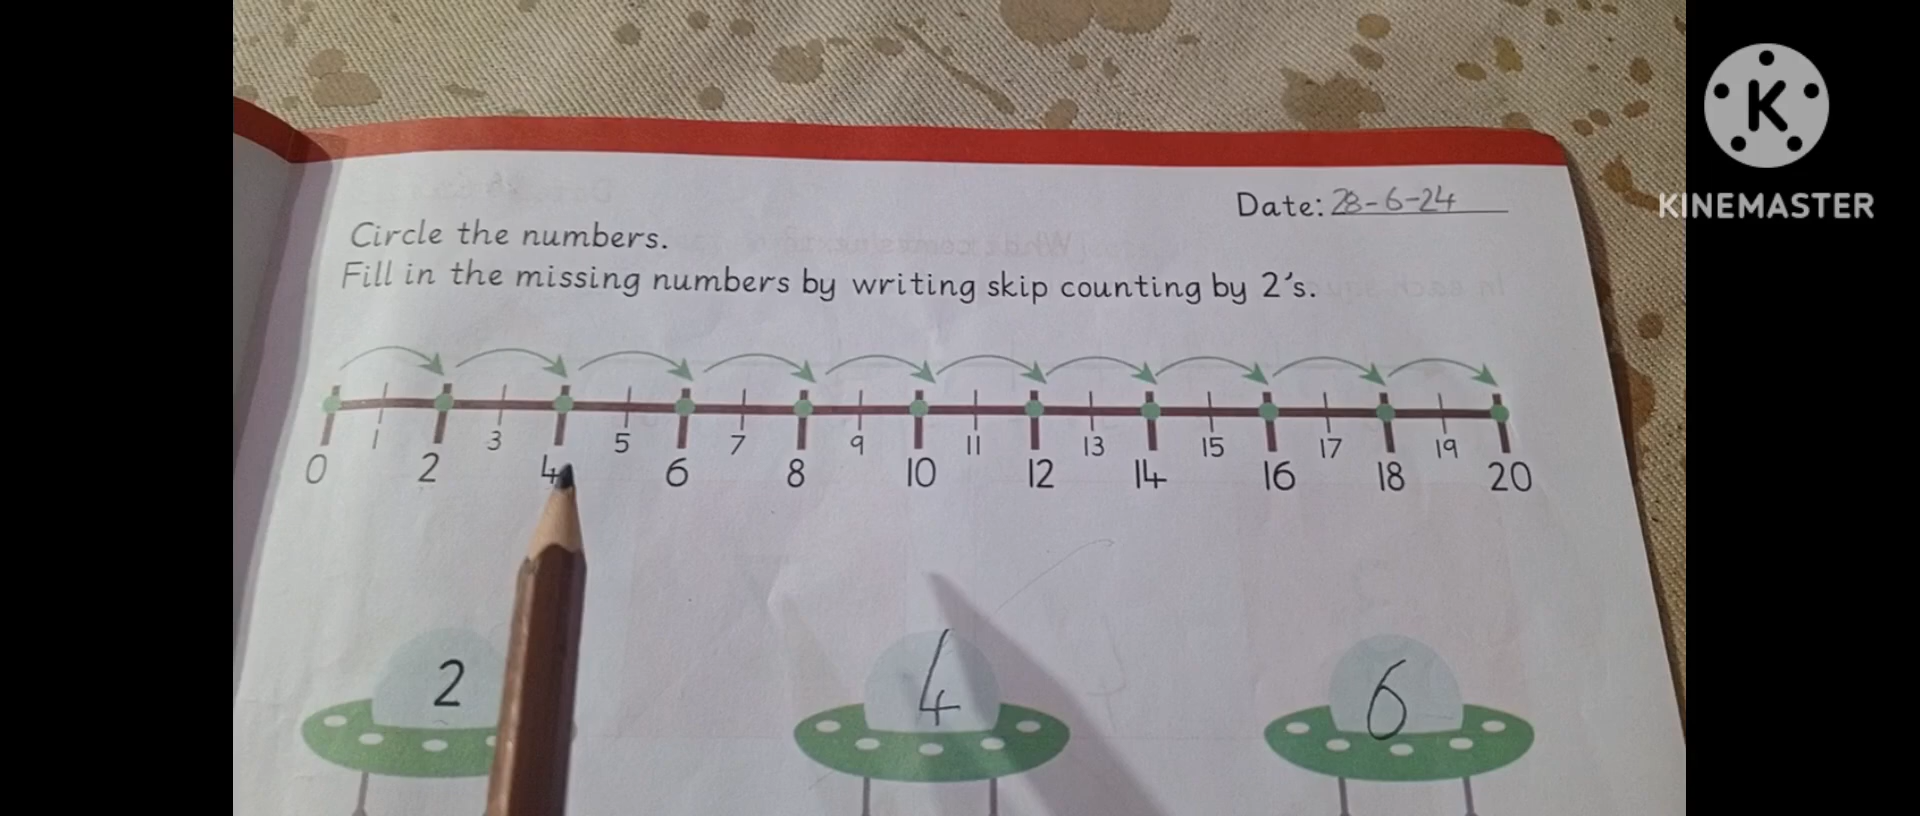 K
KINEMASTER
Date: 28-6-24
Circle the numbers.
Fill in the missing numbers by writing skip counting by 2's.
1 3 5 7 9 11 13 15 17 19
0 2 4 6 8 10 12 14 16 18 20
2 4 6